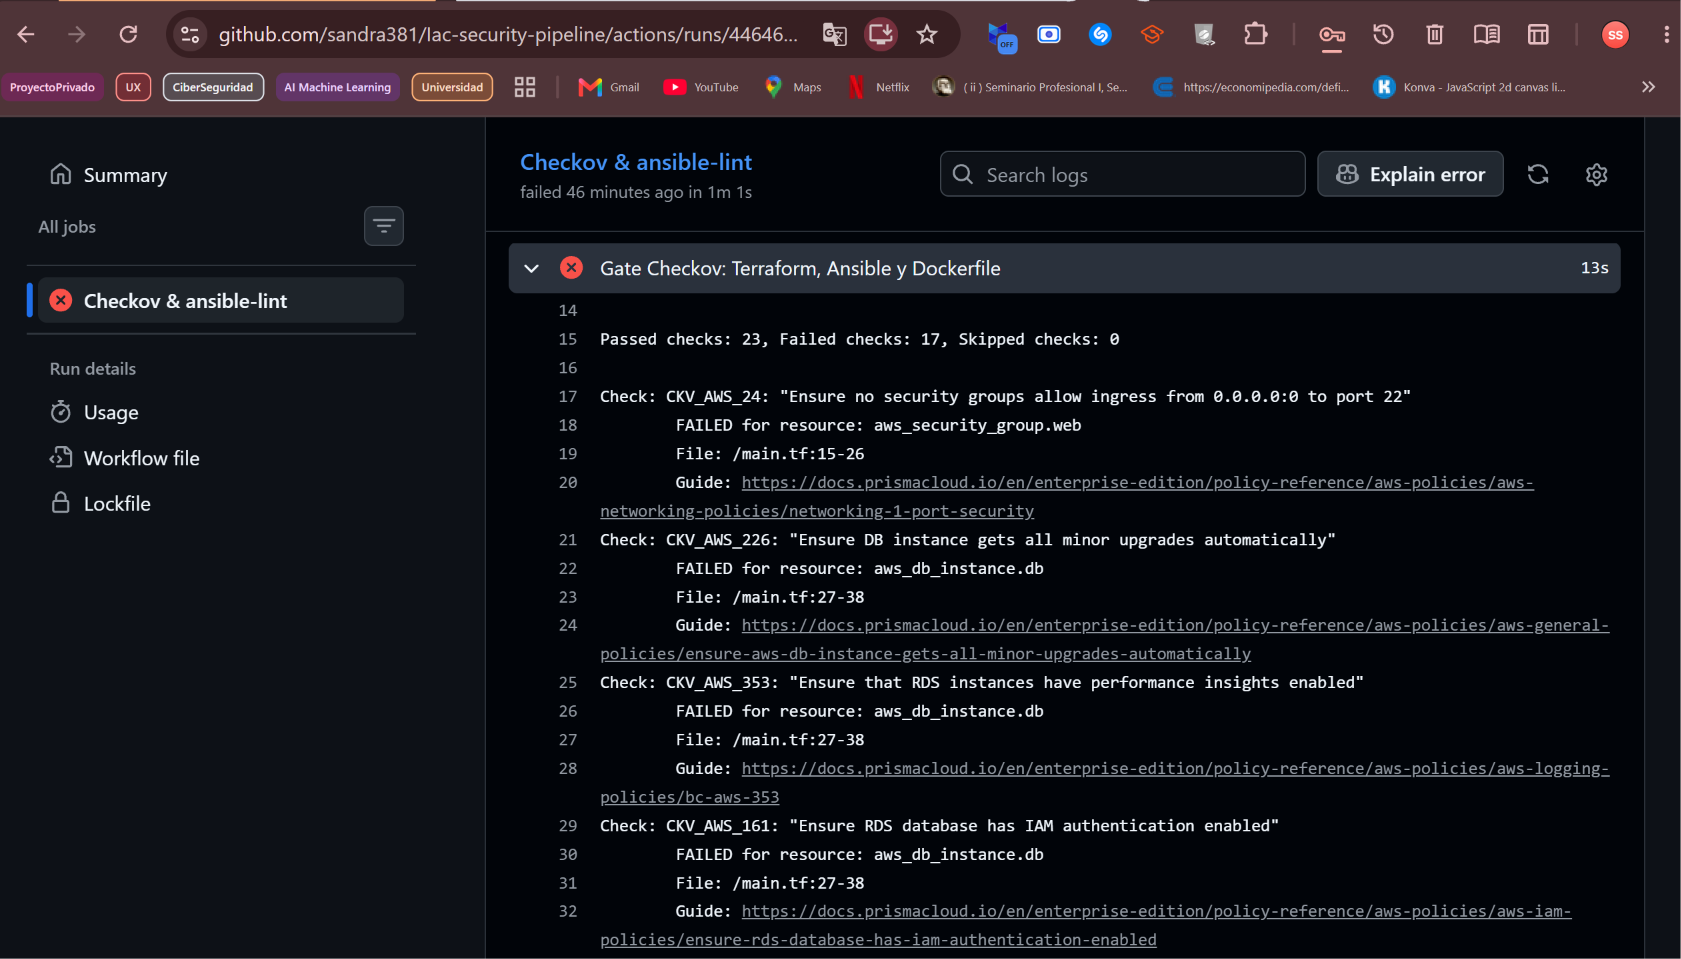 github.com/sandra381/lac-security-pipeline/actions/runs/44646...
OFF
ss
ProyectoPrivado
UX
CiberSeguridad
AI Machine Learning
Universidad
Gmail
YouTube
Maps
Netflix
( ii ) Seminario Profesional I, Se...
https://economipedia.com/defi...
Konva - JavaScript 2d canvas li...
Summary
All jobs
Checkov & ansible-lint
Run details
Usage
Workflow file
Lockfile
Checkov & ansible-lint
failed 46 minutes ago in 1m 1s
Search logs
Explain error
Gate Checkov: Terraform, Ansible y Dockerfile
13s
14
15 Passed checks: 23, Failed checks: 17, Skipped checks: 0
16
17 Check: CKV_AWS_24: "Ensure no security groups allow ingress from 0.0.0.0:0 to port 22"
18 FAILED for resource: aws_security_group.web
19 File: /main.tf:15-26
20 Guide: https://docs.prismacloud.io/en/enterprise-edition/policy-reference/aws-policies/aws-
networking-policies/networking-1-port-security
21 Check: CKV_AWS_226: "Ensure DB instance gets all minor upgrades automatically"
22 FAILED for resource: aws_db_instance.db
23 File: /main.tf:27-38
24 Guide: https://docs.prismacloud.io/en/enterprise-edition/policy-reference/aws-policies/aws-general-
policies/ensure-aws-db-instance-gets-all-minor-upgrades-automatically
25 Check: CKV_AWS_353: "Ensure that RDS instances have performance insights enabled"
26 FAILED for resource: aws_db_instance.db
27 File: /main.tf:27-38
28 Guide: https://docs.prismacloud.io/en/enterprise-edition/policy-reference/aws-policies/aws-logging-
policies/bc-aws-353
29 Check: CKV_AWS_161: "Ensure RDS database has IAM authentication enabled"
30 FAILED for resource: aws_db_instance.db
31 File: /main.tf:27-38
32 Guide: https://docs.prismacloud.io/en/enterprise-edition/policy-reference/aws-policies/aws-iam-
policies/ensure-rds-database-has-iam-authentication-enabled